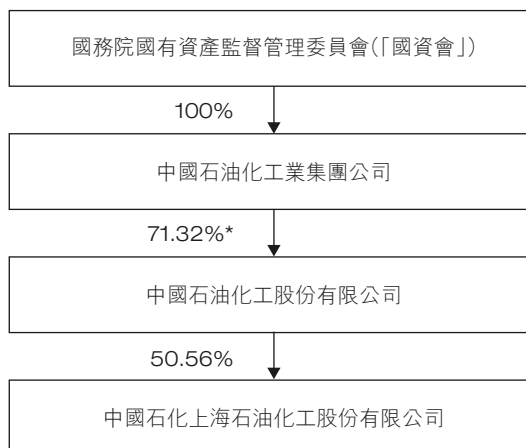 國務院國有資產監督管理委員會(「國資會」)
100%
中國石油化工業集團公司
71.32%*
中國石油化工股份有限公司
50.56%
中國石化上海石油化工股份有限公司